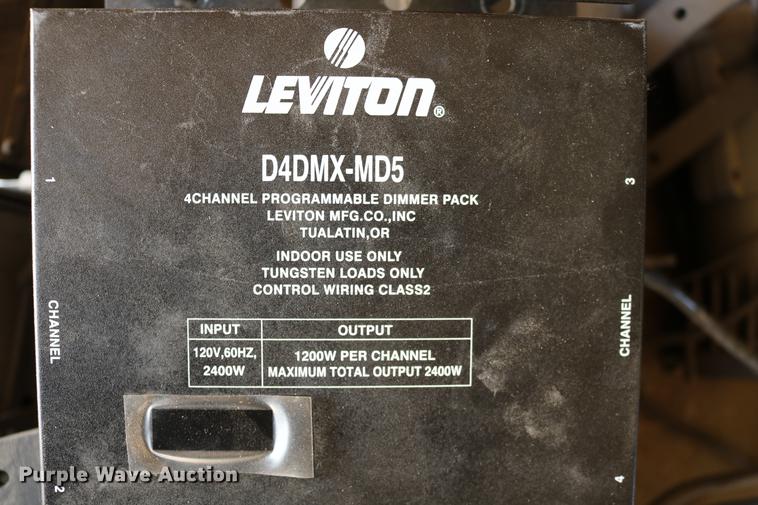 LEVITON®
D4DMX-MD5
4CHANNEL PROGRAMMABLE DIMMER PACK
LEVITON MFG.CO.,INC
TUALATIN,OR
INDOOR USE ONLY
TUNGSTEN LOADS ONLY
CONTROL WIRING CLASS2
INPUT OUTPUT
120V,60HZ, 1200W PER CHANNEL
2400W MAXIMUM TOTAL OUTPUT 2400W
1
CHANNEL
2
3
CHANNEL
4
Purple Wave Auction